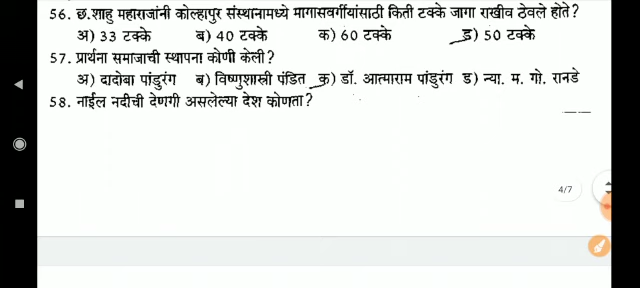 56. छ.शाहु महाराजांनी कोल्हापुर संस्थानामध्ये मागासवर्गीयांसाठी किती टक्के जागा राखीव ठेवले होते?
अ) 33 टक्के ब) 40 टक्के क) 60 टक्के ड) 50 टक्के
57. प्रार्थना समाजाची स्थापना कोणी केली?
अ) दादोबा पांडुरंग ब) विष्णुशास्त्री पंडित क) डॉ. आत्माराम पांडुरंग ड) न्या. म. गो. रानडे
58. नाईल नदीची देणगी असलेल्या देश कोणता?
4/7